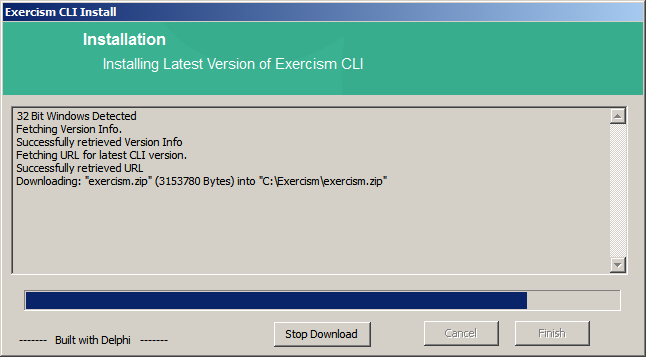 Exercism CLI Install
Installation
Installing Latest Version of Exercism CLI
32 Bit Windows Detected
Fetching Version Info.
Successfully retrieved Version Info
Fetching URL for latest CLI version.
Successfully retrieved URL
Downloading: "exercism.zip" (3153780 Bytes) into "C:\Exercism\exercism.zip"
------- Built with Delphi -------
Stop Download
Cancel
Finish